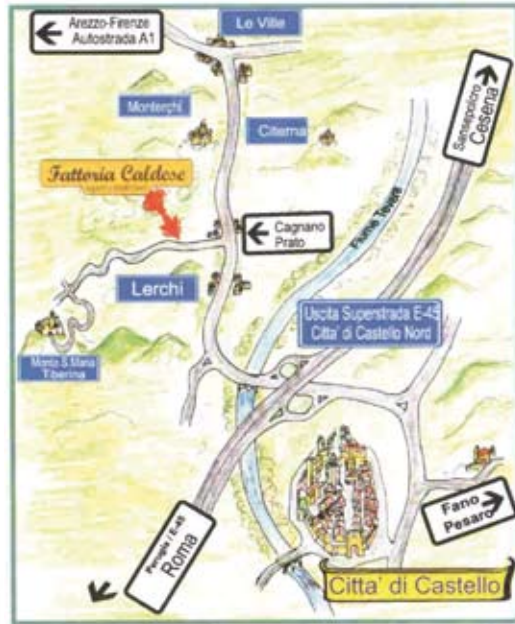 Arezzo-Firenze
Autostrada A1
Le Ville
Monterchi
Citerna
Sansepolcro
Cesena
Fattoria Caldese
Cagnano
Prato
Fiume Tevere
Lerchi
Uscita Superstrada E-45
Citta' di Castello Nord
Monte S. Maria
Tiberina
Fano
Pesaro
Perugia / E-45
Roma
Citta' di Castello